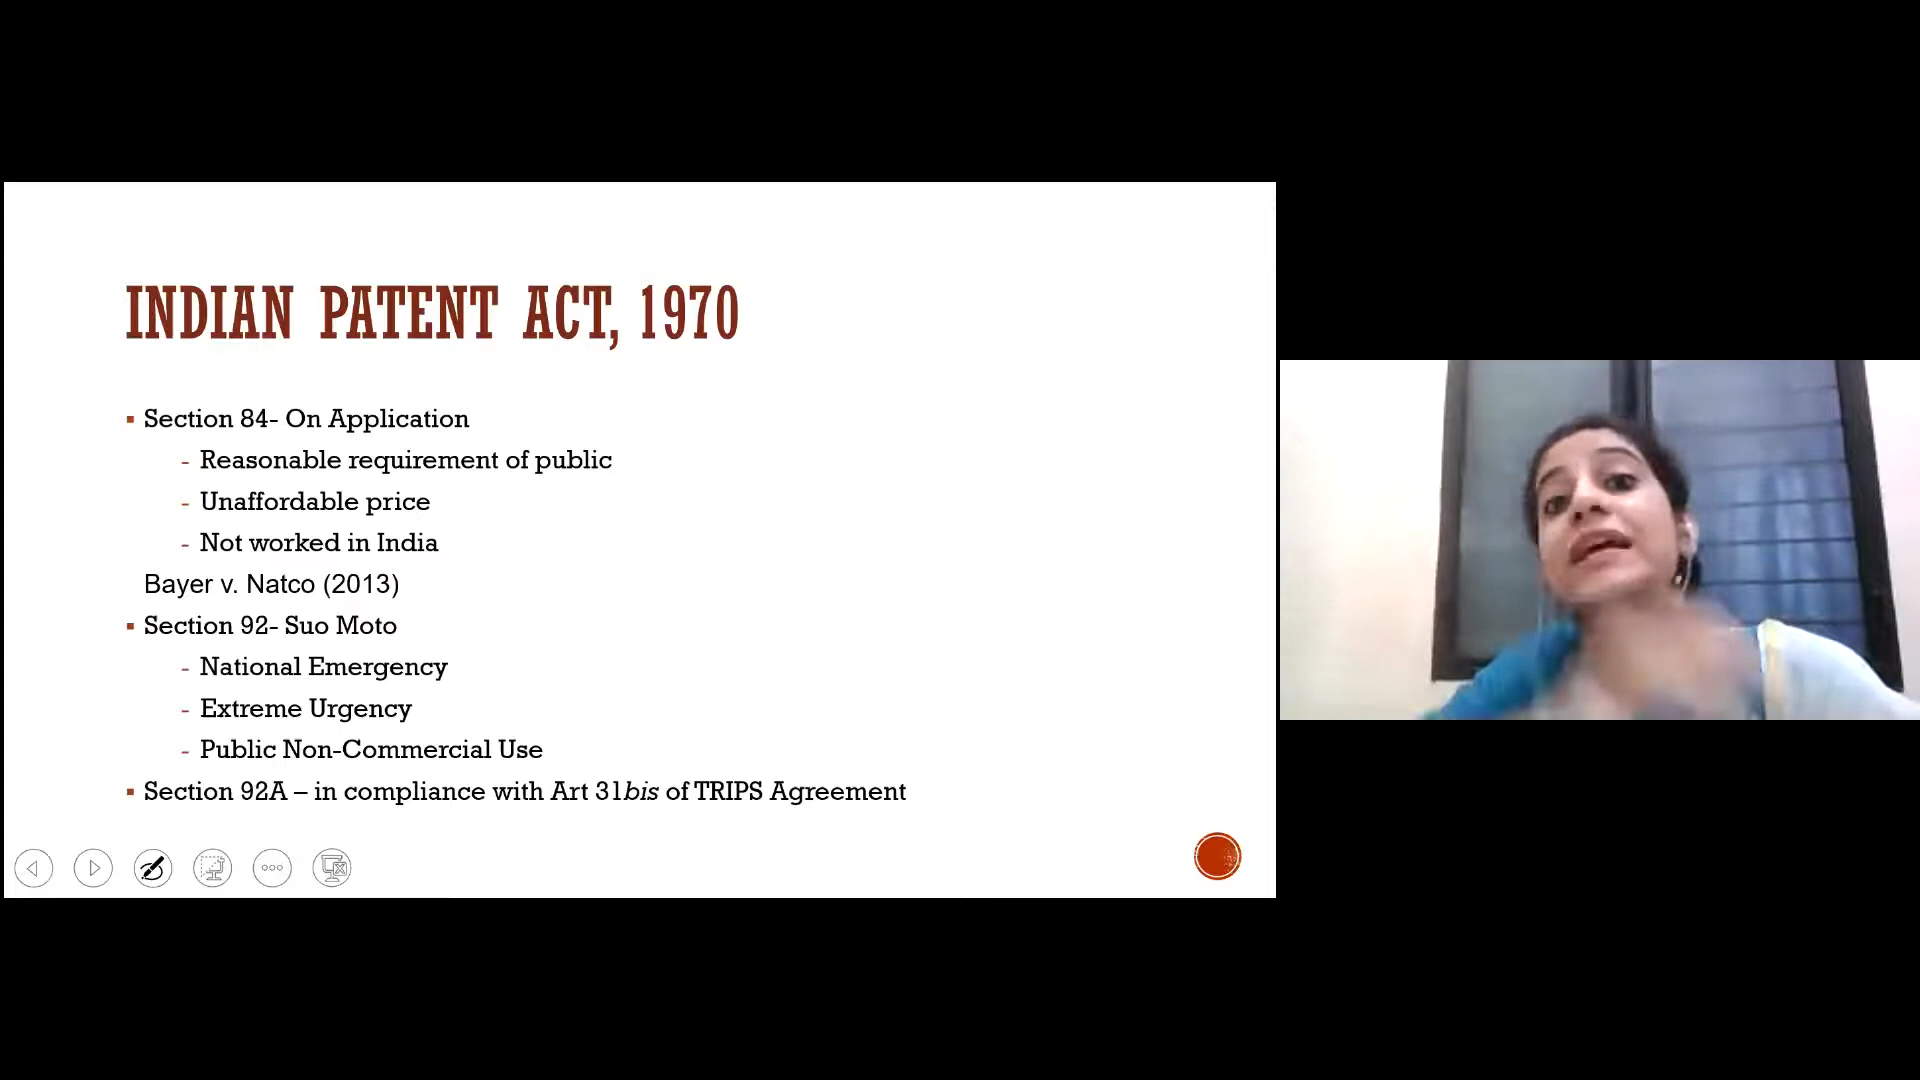 INDIAN PATENT ACT, 1970
▪ Section 84- On Application
- Reasonable requirement of public
- Unaffordable price
- Not worked in India
Bayer v. Natco (2013)
▪ Section 92- Suo Moto
- National Emergency
- Extreme Urgency
- Public Non-Commercial Use
▪ Section 92A – in compliance with Art 31bis of TRIPS Agreement